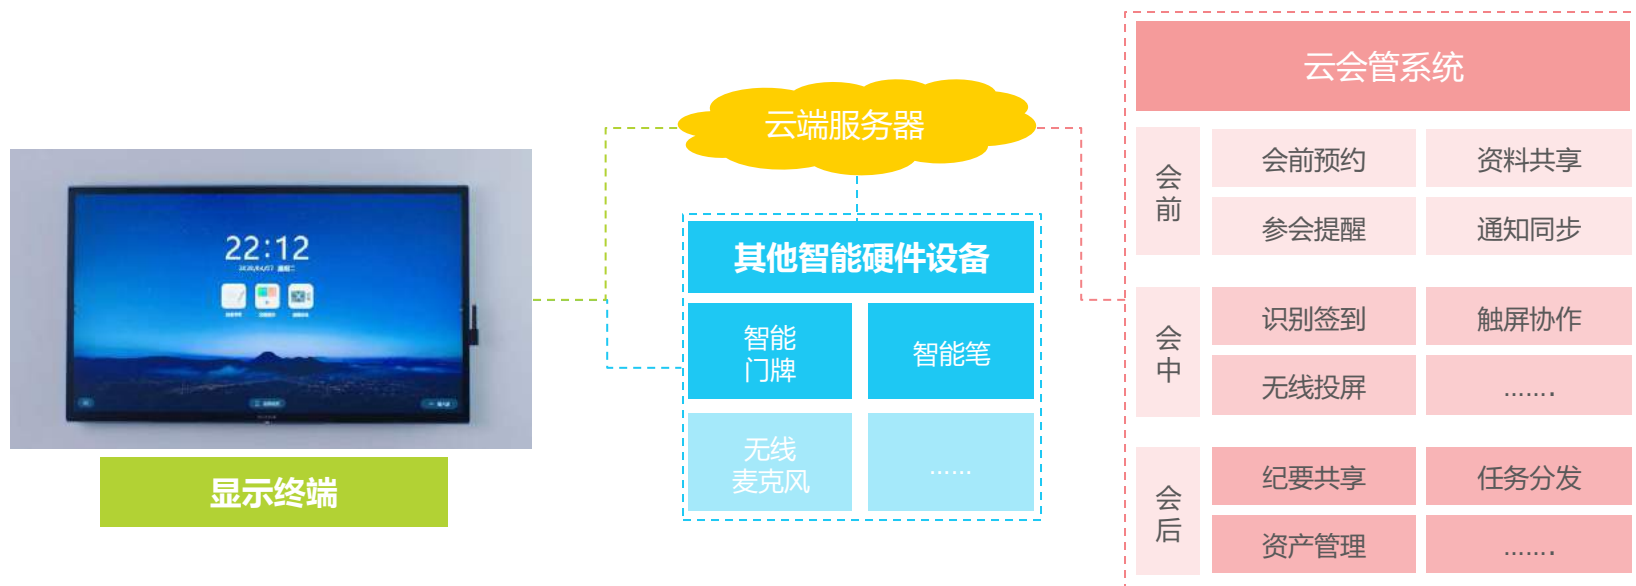 云会管系统
云端服务器
会前
会前预约
资料共享
参会提醒
通知同步
22:12
其他智能硬件设备
智能
门牌
智能笔
无线
麦克风
……
会中
识别签到
触屏协作
无线投屏
…….
显示终端
会后
纪要共享
任务分发
资产管理
…….